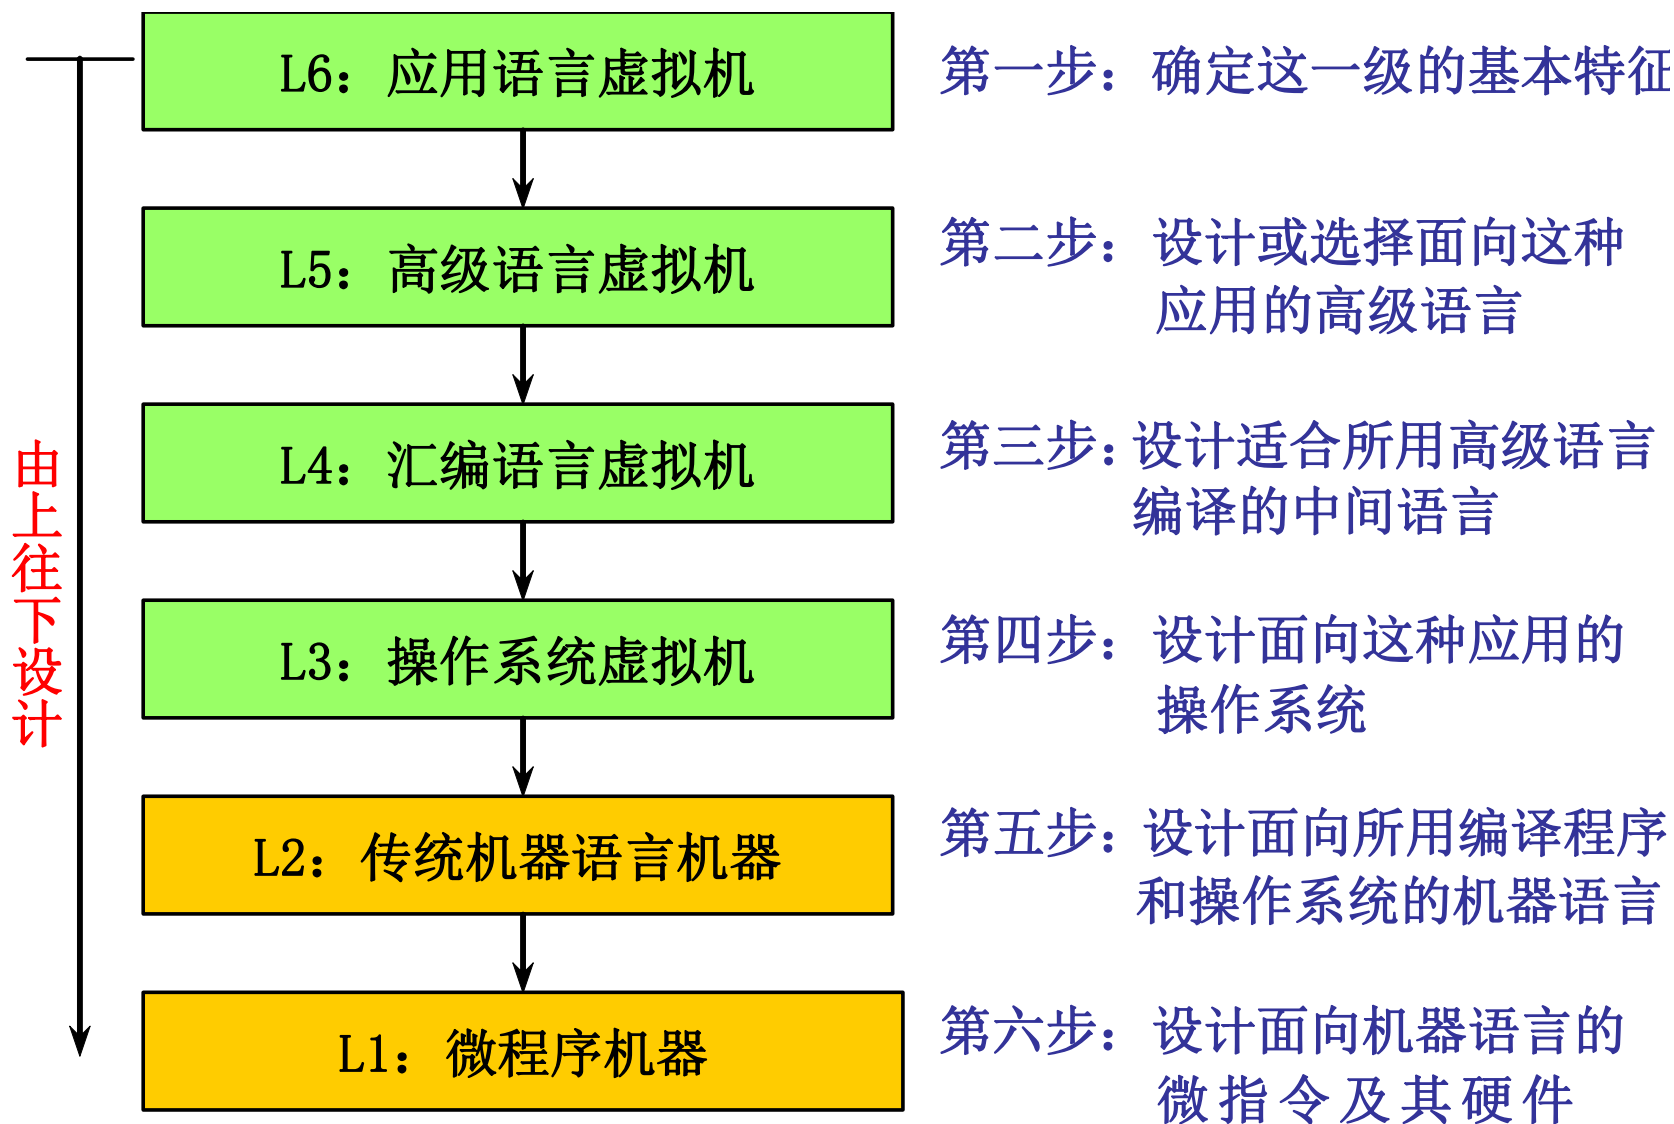 L6：应用语言虚拟机
第一步：确定这一级的基本特征
L5：高级语言虚拟机
第二步：设计或选择面向这种
应用的高级语言
L4：汇编语言虚拟机
第三步：设计适合所用高级语言
编译的中间语言
由上往下设计
L3：操作系统虚拟机
第四步：设计面向这种应用的
操作系统
L2：传统机器语言机器
第五步：设计面向所用编译程序
和操作系统的机器语言
L1：微程序机器
第六步：设计面向机器语言的
微指令及其硬件